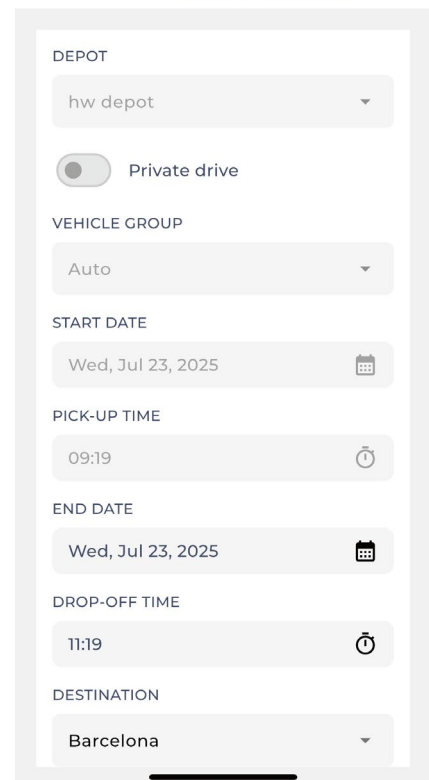 DEPOT
hw depot
Private drive
VEHICLE GROUP
Auto
START DATE
Wed, Jul 23, 2025
PICK-UP TIME
09:19
END DATE
Wed, Jul 23, 2025
DROP-OFF TIME
11:19
DESTINATION
Barcelona